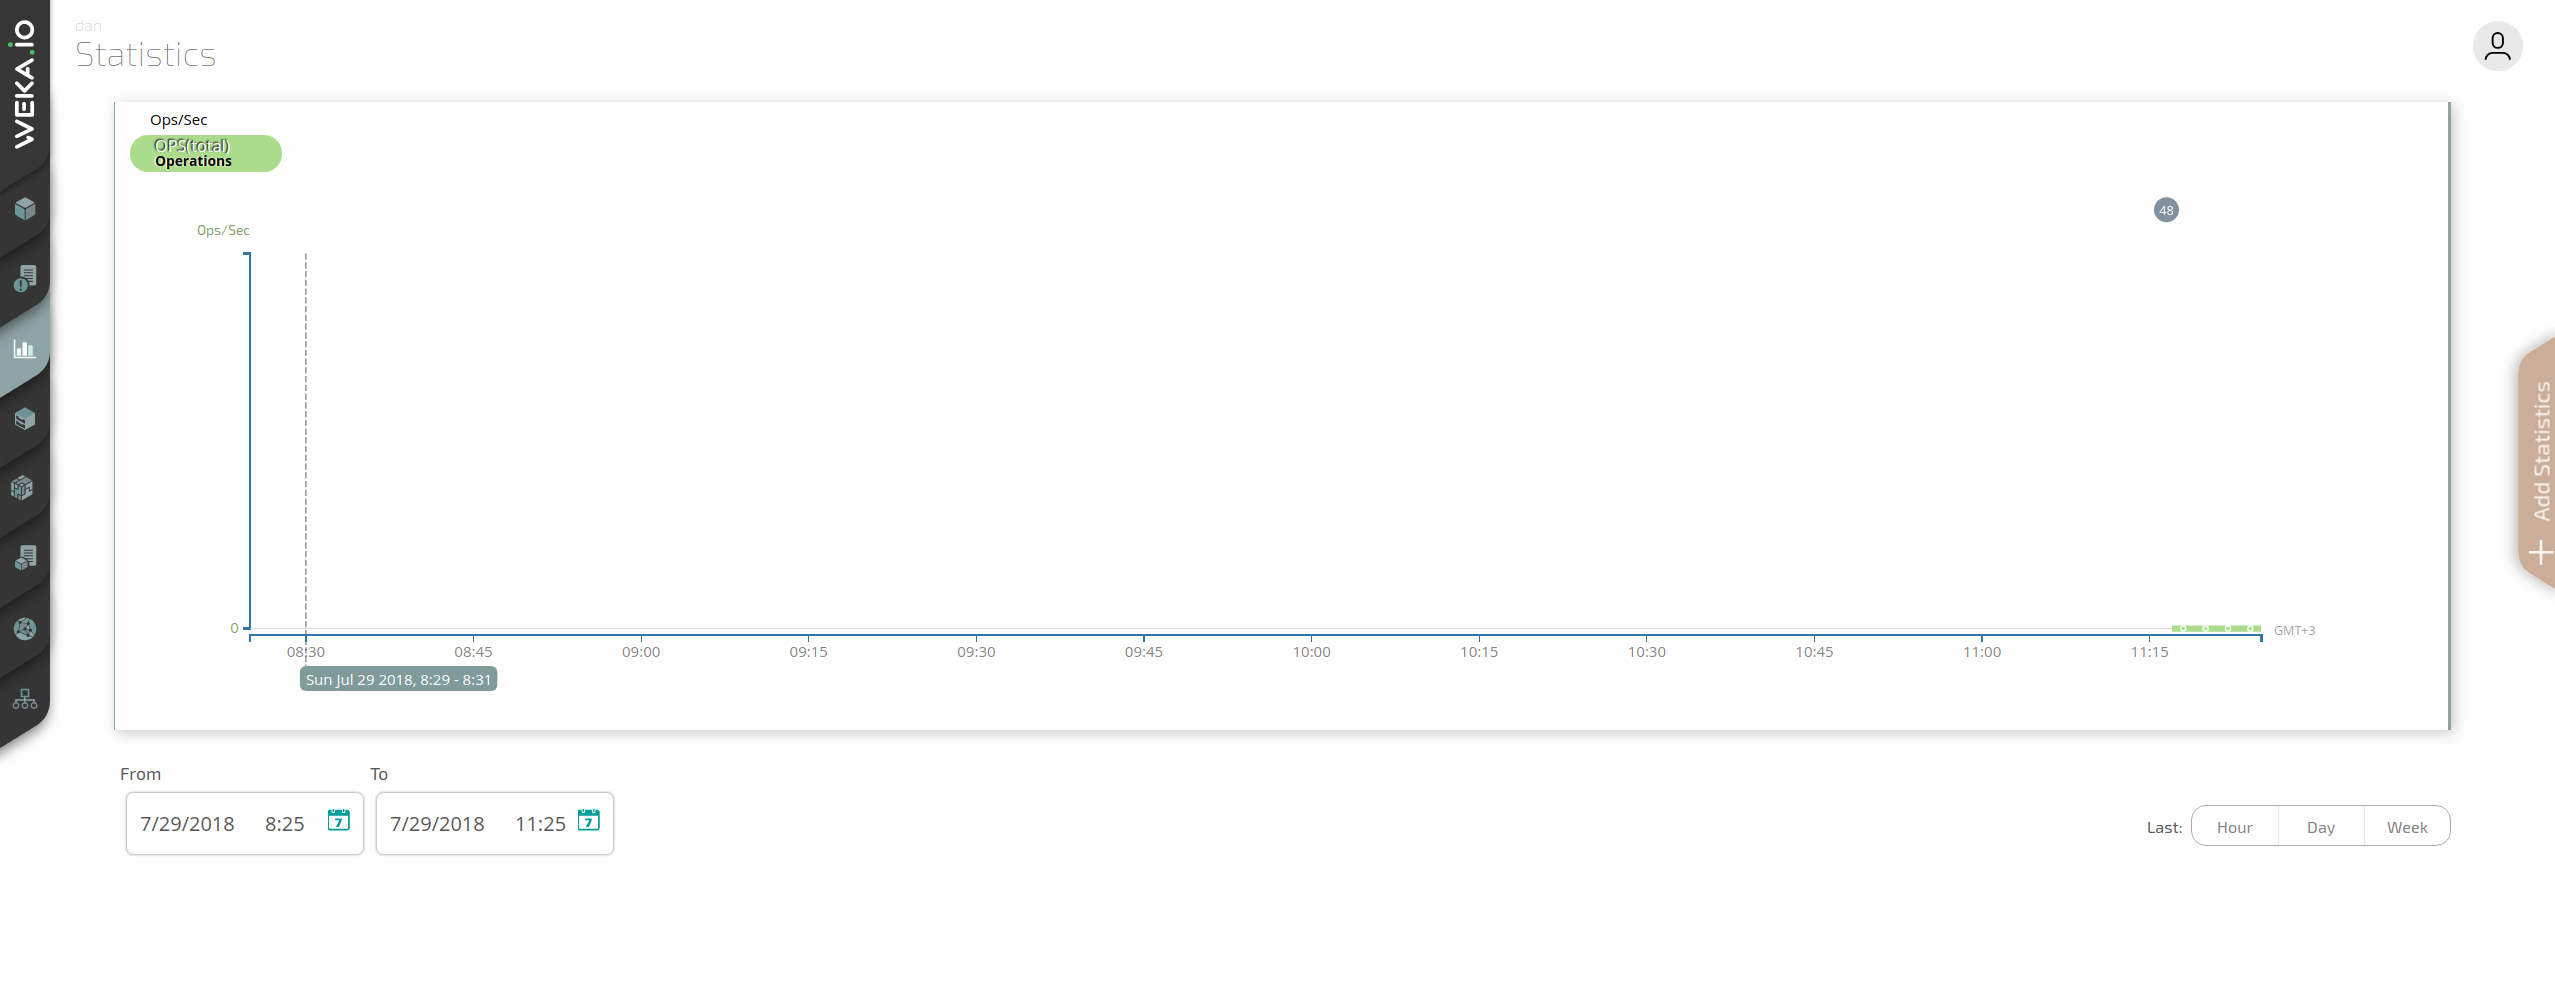 WEKA.iO
dan
Statistics
Ops/Sec
OPS(total)
Operations
48
Ops/Sec
0
GMT+3
08:30 08:45 09:00 09:15 09:30 09:45 10:00 10:15 10:30 10:45 11:00 11:15
Sun Jul 29 2018, 8:29 - 8:31
Add Statistics
From To
7/29/2018 8:25 7 7/29/2018 11:25 7
Last: Hour Day Week